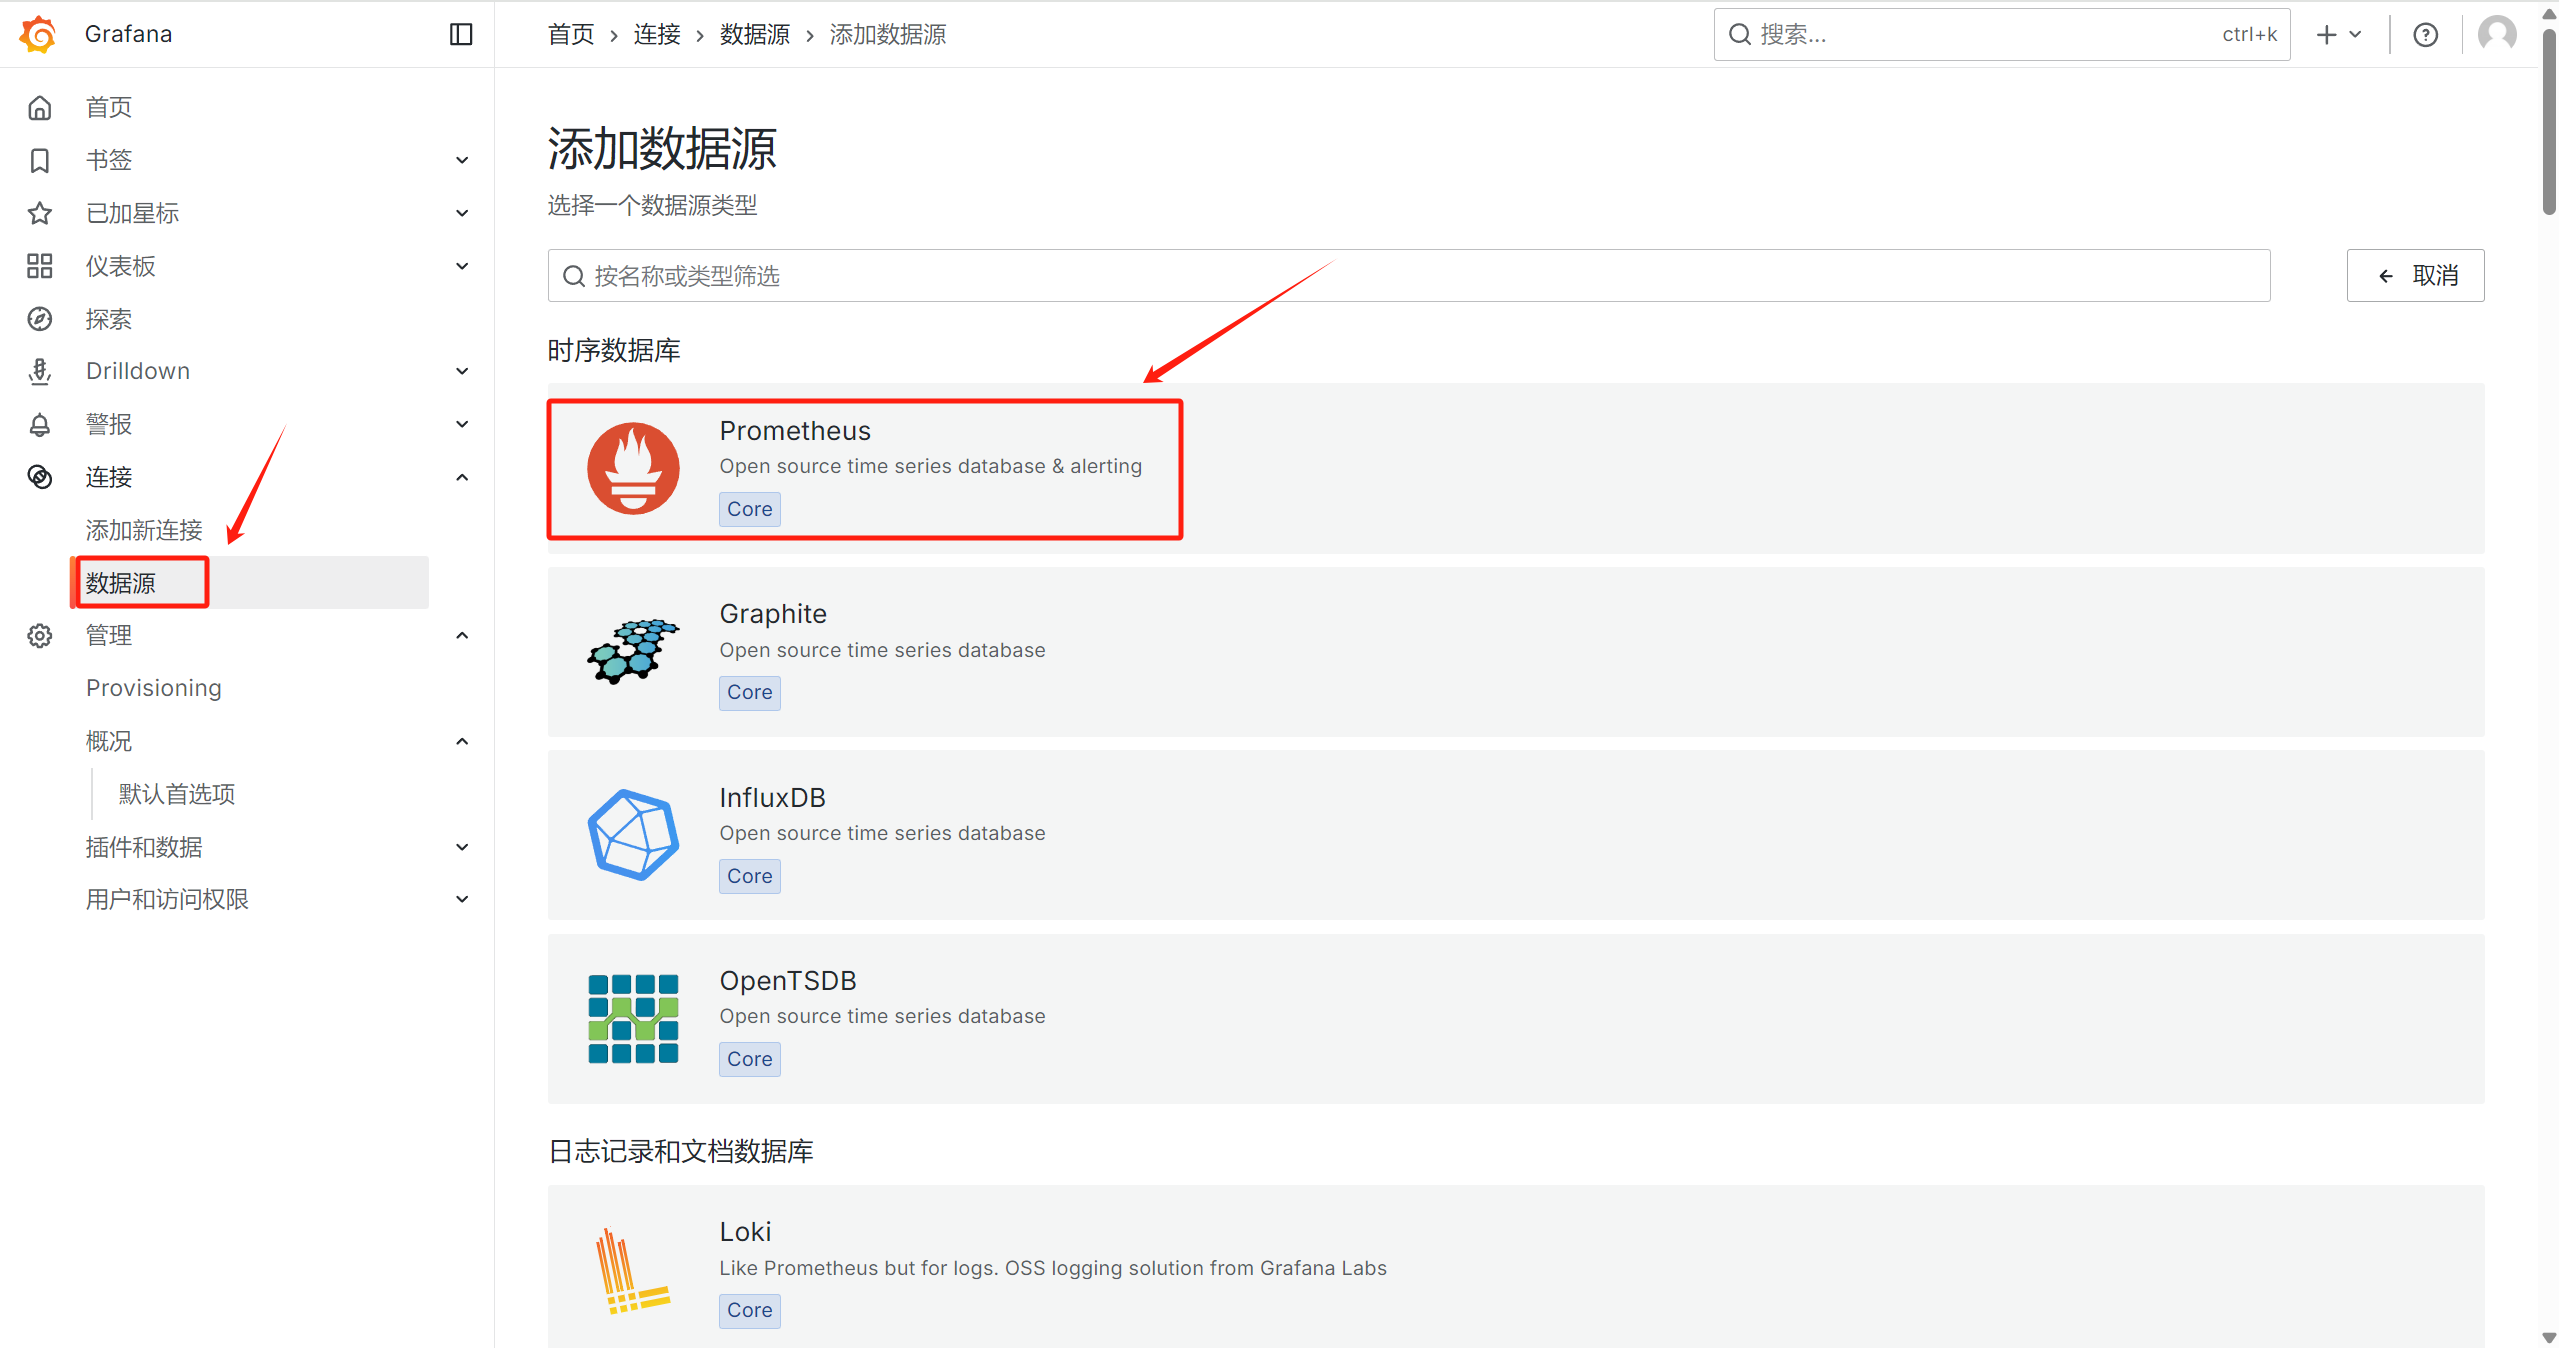 Grafana
首页 › 连接 › 数据源 › 添加数据源
搜索...
ctrl+k
首页
书签
已加星标
仪表板
探索
Drilldown
警报
连接
添加新连接
数据源
管理
Provisioning
概况
默认首选项
插件和数据
用户和访问权限
添加数据源
选择一个数据源类型
按名称或类型筛选
取消
时序数据库
Prometheus
Open source time series database & alerting
Core
Graphite
Open source time series database
Core
InfluxDB
Open source time series database
Core
OpenTSDB
Open source time series database
Core
日志记录和文档数据库
Loki
Like Prometheus but for logs. OSS logging solution from Grafana Labs
Core